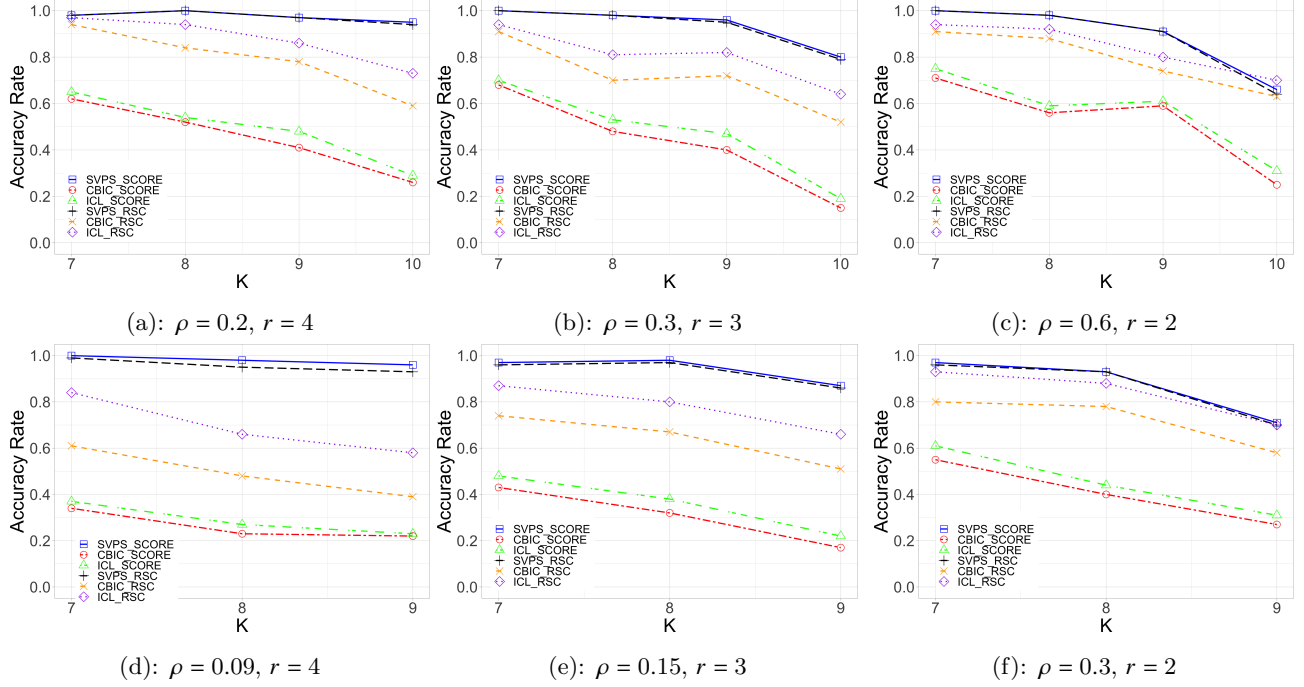 1.0
0.8
0.6
0.4
0.2
0.0
Accuracy Rate
SVPS_SCORE
CBIC_SCORE
ICL_SCORE
SVPS_RSC
CBIC_RSC
ICL_RSC
7 8 9 10
K
(a): ρ = 0.2, r = 4
1.0
0.8
0.6
0.4
0.2
0.0
Accuracy Rate
SVPS_SCORE
CBIC_SCORE
ICL_SCORE
SVPS_RSC
CBIC_RSC
ICL_RSC
7 8 9 10
K
(b): ρ = 0.3, r = 3
1.0
0.8
0.6
0.4
0.2
0.0
Accuracy Rate
SVPS_SCORE
CBIC_SCORE
ICL_SCORE
SVPS_RSC
CBIC_RSC
ICL_RSC
7 8 9 10
K
(c): ρ = 0.6, r = 2
1.0
0.8
0.6
0.4
0.2
0.0
Accuracy Rate
SVPS_SCORE
CBIC_SCORE
ICL_SCORE
SVPS_RSC
CBIC_RSC
ICL_RSC
7 8 9
K
(d): ρ = 0.09, r = 4
1.0
0.8
0.6
0.4
0.2
0.0
Accuracy Rate
SVPS_SCORE
CBIC_SCORE
ICL_SCORE
SVPS_RSC
CBIC_RSC
ICL_RSC
7 8 9
K
(e): ρ = 0.15, r = 3
1.0
0.8
0.6
0.4
0.2
0.0
Accuracy Rate
SVPS_SCORE
CBIC_SCORE
ICL_SCORE
SVPS_RSC
CBIC_RSC
ICL_RSC
7 8 9
K
(f): ρ = 0.3, r = 2